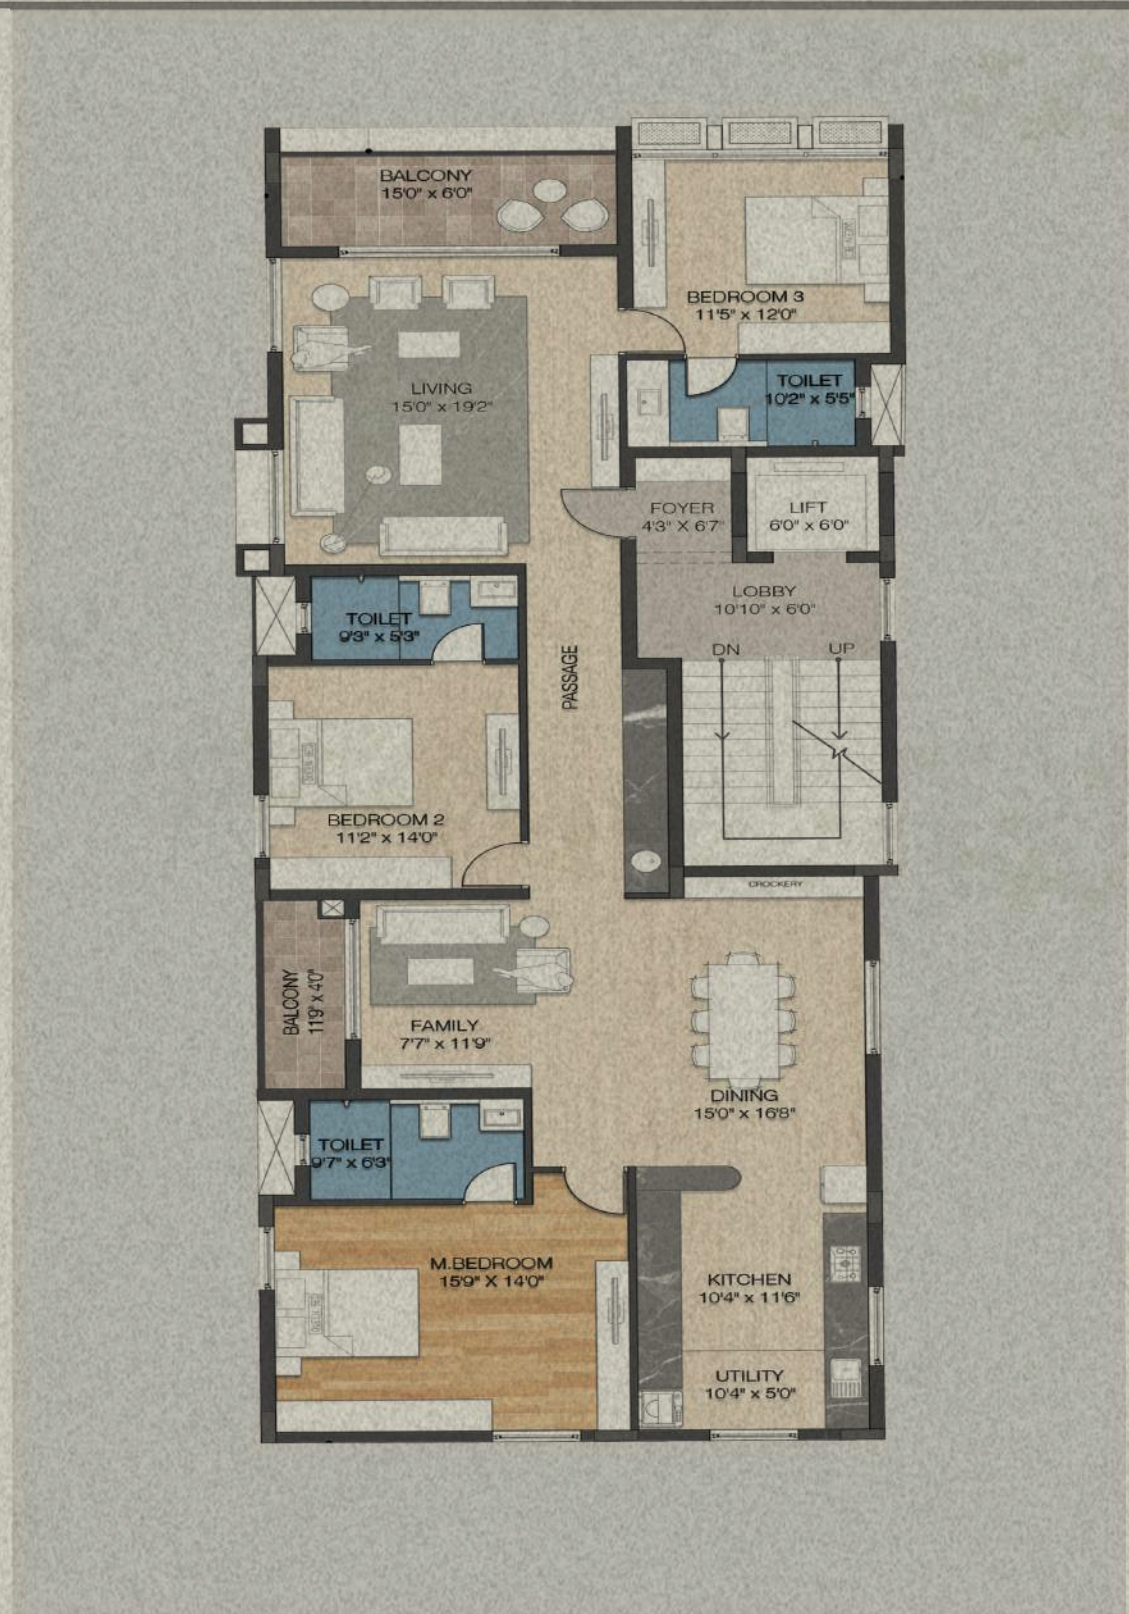 BALCONY
15'0" x 6'0"
BEDROOM 3
11'5" x 12'0"
LIVING
15'0" x 19'2"
TOILET
10'2" x 5'5"
FOYER
4'3" X 6'7"
LIFT
6'0" x 6'0"
LOBBY
10'10" x 6'0"
TOILET
9'3" x 5'3"
DN
UP
PASSAGE
BEDROOM 2
11'2" x 14'0"
CROCKERY
BALCONY
11'9" x 4'0"
FAMILY
7'7" x 11'9"
DINING
15'0" x 16'8"
TOILET
9'7" x 6'3"
M.BEDROOM
15'9" X 14'0"
KITCHEN
10'4" x 11'6"
UTILITY
10'4" x 5'0"